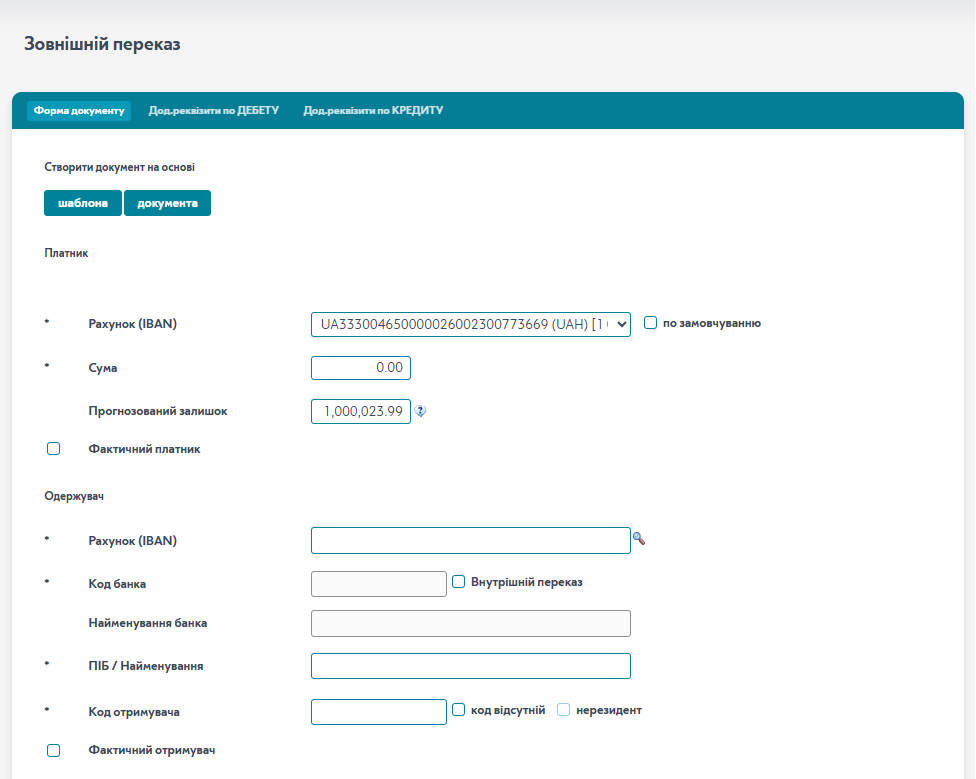 Зовнішній переказ
Форма документу Дод.реквізити по ДЕБЕТУ Дод.реквізити по КРЕДИТУ
Створити документ на основі
шаблона документа
Платник
* Рахунок (IBAN) UA333004650000026002300773669 (UAH) [1 по замовчуванню
* Сума 0.00
Прогнозований залишок 1,000,023.99
Фактичний платник
Одержувач
* Рахунок (IBAN)
* Код банка Внутрішній переказ
Найменування банка
* ПІБ / Найменування
* Код отримувача код відсутній нерезидент
Фактичний отримувач